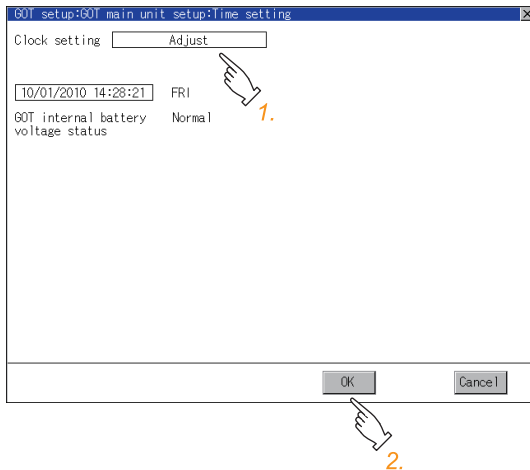 GOT setup:GOT main unit setup:Time setting
Clock setting Adjust
1.
10/01/2010 14:28:21 FRI
GOT internal battery Normal
voltage status
OK Cancel
2.